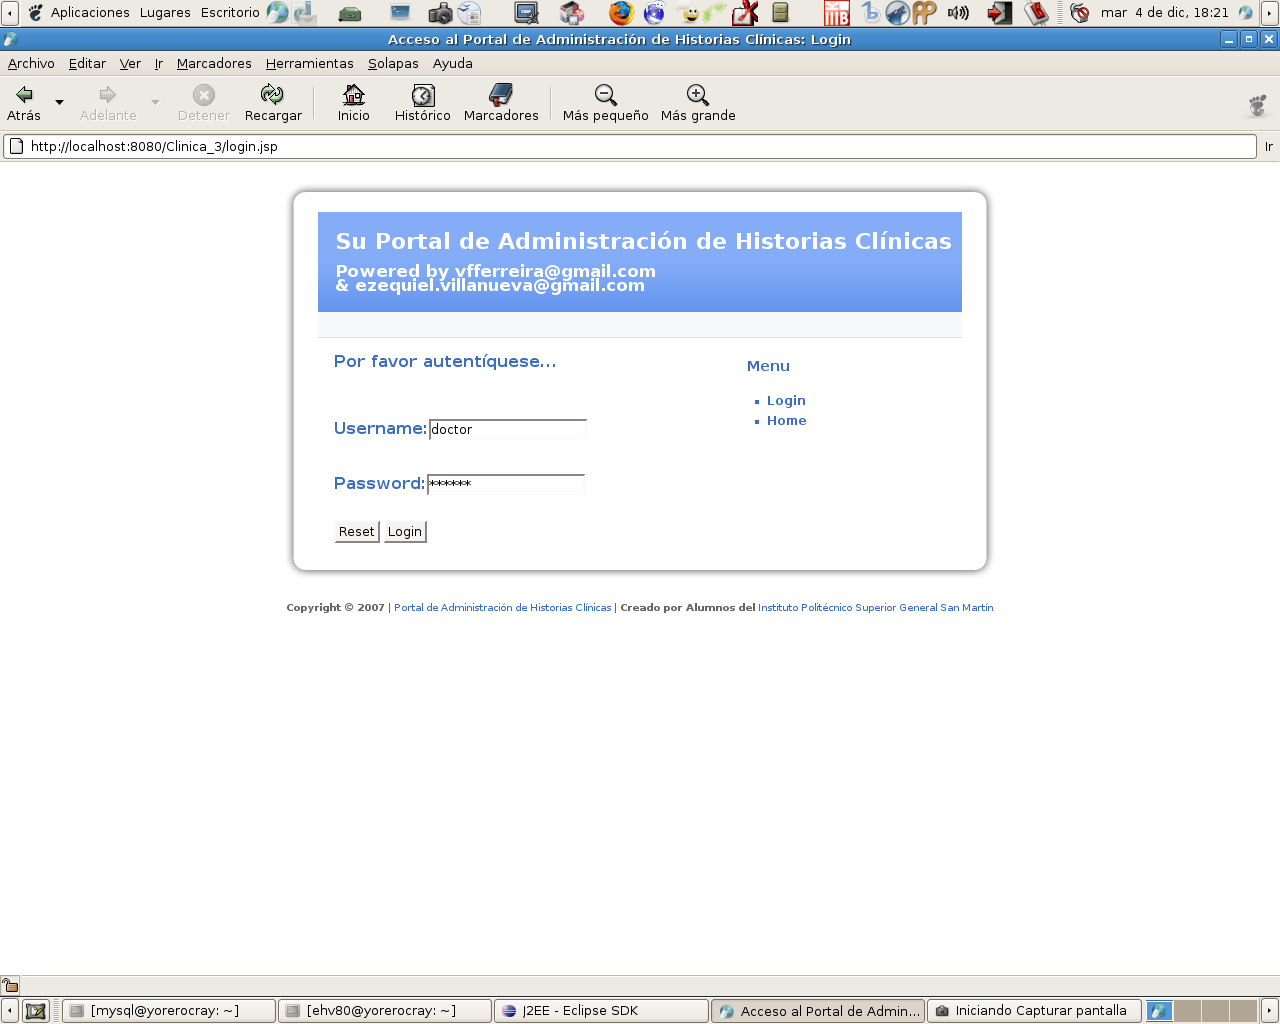 Aplicaciones Lugares Escritorio mar 4 de dic, 18:21
Acceso al Portal de Administración de Historias Clínicas: Login
Archivo Editar Ver Ir Marcadores Herramientas Solapas Ayuda
Atrás Adelante Detener Recargar Inicio Histórico Marcadores Más pequeño Más grande
http://localhost:8080/Clinica_3/login.jsp Ir
Su Portal de Administración de Historias Clínicas
Powered by vfferreira@gmail.com
& ezequiel.villanueva@gmail.com
Por favor autentíquese...
Menu
Login
Home
Username: doctor
Password: ******
Reset Login
Copyright © 2007 | Portal de Administración de Historias Clínicas | Creado por Alumnos del Instituto Politécnico Superior General San Martín
[mysql@yorerocray: ~] [ehv80@yorerocray: ~] J2EE - Eclipse SDK Acceso al Portal de Admin... Iniciando Capturar pantalla